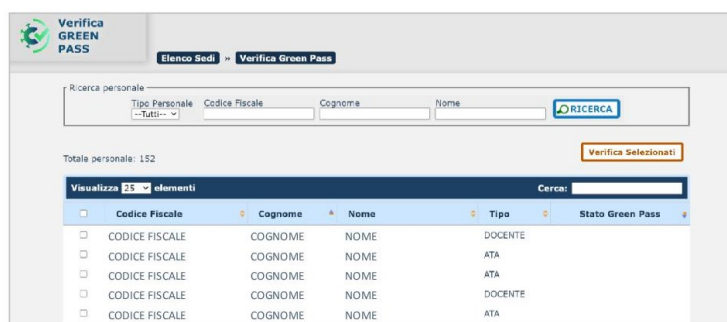 Verifica
GREEN
PASS
Elenco Sedi » Verifica Green Pass
Ricerca personale
Tipo Personale Codice Fiscale Cognome Nome
--Tutti-- RICERCA
Totale personale: 152 Verifica Selezionati
Visualizza 25 elementi Cerca:
Codice Fiscale Cognome Nome Tipo Stato Green Pass
CODICE FISCALE COGNOME NOME DOCENTE
CODICE FISCALE COGNOME NOME ATA
CODICE FISCALE COGNOME NOME ATA
CODICE FISCALE COGNOME NOME DOCENTE
CODICE FISCALE COGNOME NOME ATA